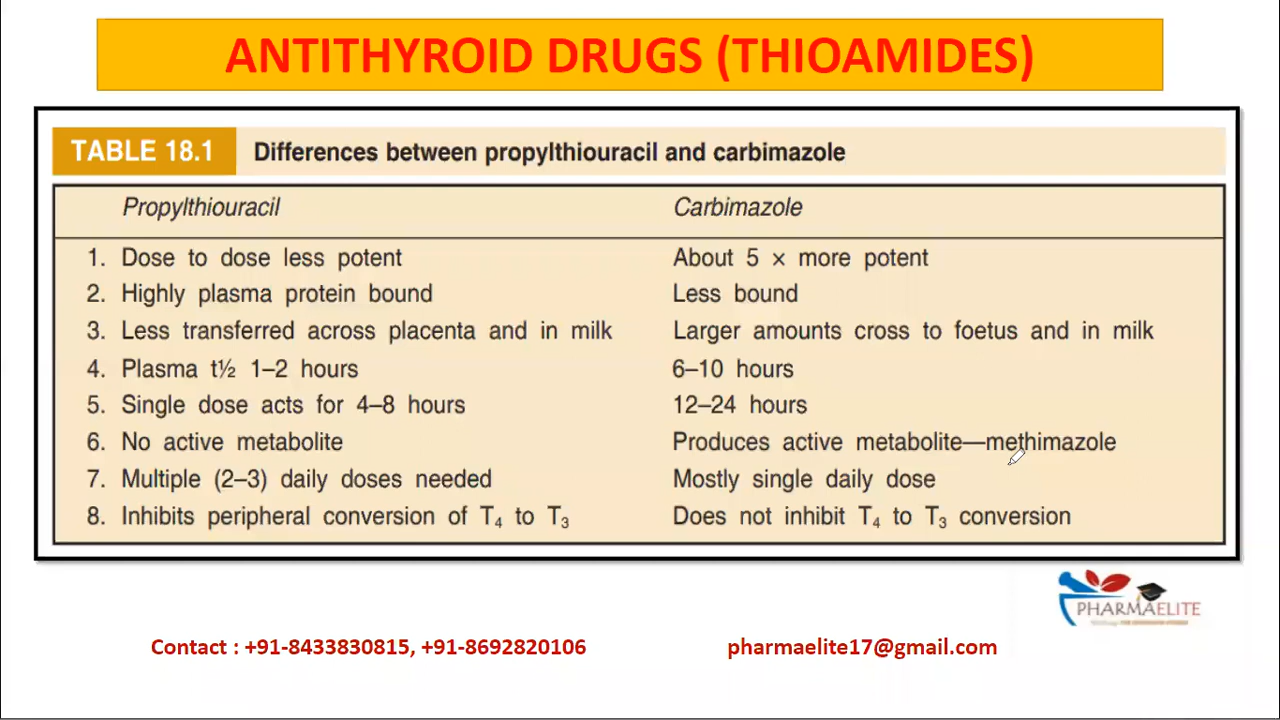 ANTITHYROID DRUGS (THIOAMIDES)
TABLE 18.1 Differences between propylthiouracil and carbimazole
Propylthiouracil Carbimazole
1. Dose to dose less potent About 5 × more potent
2. Highly plasma protein bound Less bound
3. Less transferred across placenta and in milk Larger amounts cross to foetus and in milk
4. Plasma t½ 1–2 hours 6–10 hours
5. Single dose acts for 4–8 hours 12–24 hours
6. No active metabolite Produces active metabolite—methimazole
7. Multiple (2–3) daily doses needed Mostly single daily dose
8. Inhibits peripheral conversion of T₄ to T₃ Does not inhibit T₄ to T₃ conversion
PHARMAELITE
Contact : +91-8433830815, +91-8692820106 pharmaelite17@gmail.com